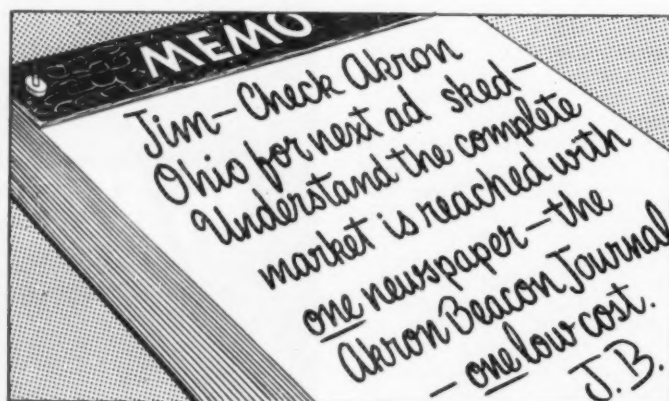 MEMO
Jim—Check Akron
Ohio for next ad sked—
Understand the complete
market is reached with
one newspaper—the
Akron Beacon Journal
— one low cost.
J.B.